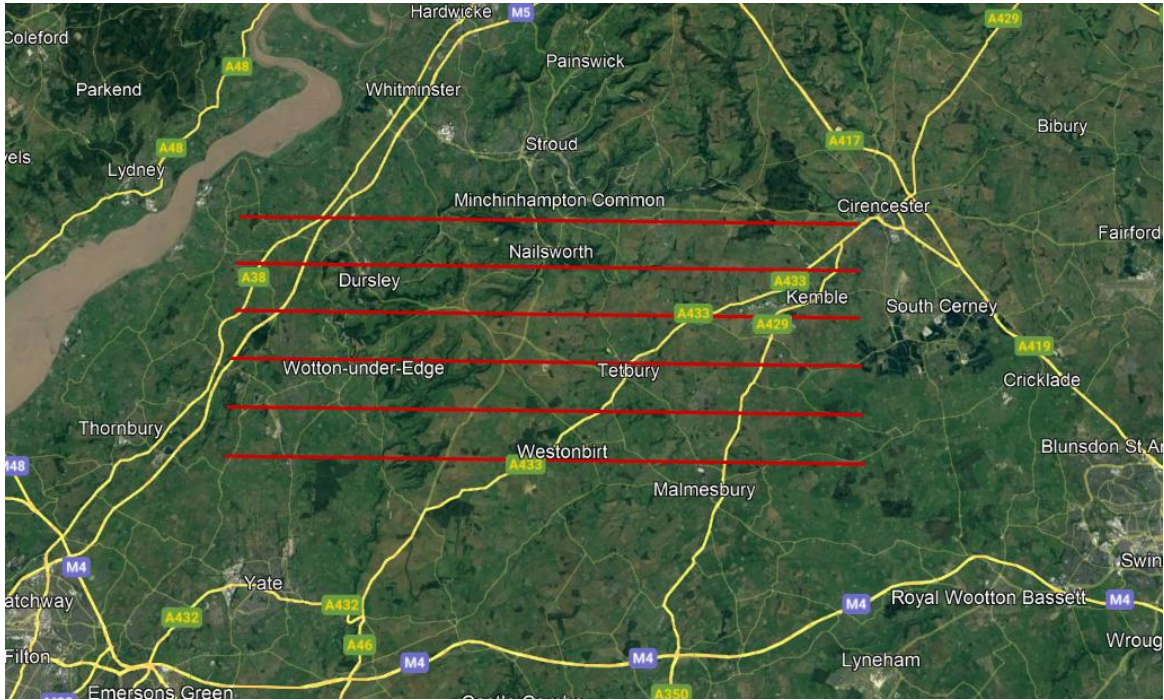 Hardwicke
M5
A429
Coleford
A48
Painswick
Parkend
Whitminster
Bibury
A48
Stroud
A417
Lydney
Minchinhampton Common
Cirencester
Fairford
Nailsworth
A38
Dursley
A433
Kemble
South Cerney
A433
A429
A419
Wotton-under-Edge
Tetbury
Cricklade
Thornbury
Westonbirt
Blunsdon St A
M48
A433
Malmesbury
M4
Swin
Yate
atchway
A432
A432
M4
Royal Wootton Bassett
M4
Filton
A46
M4
M4
Wroug
Lyneham
Emersons Green
A350